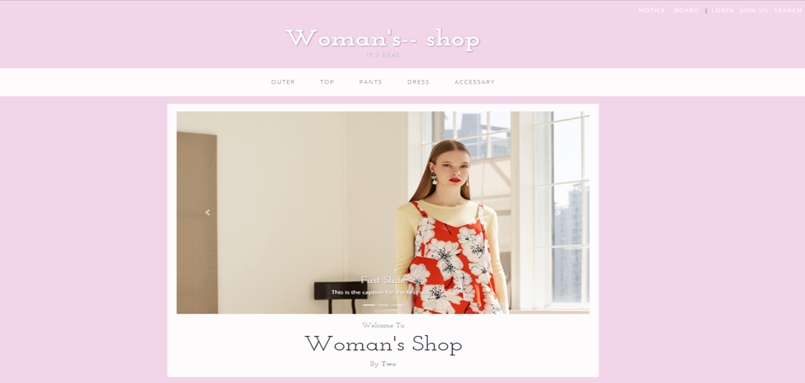 NOTICE BOARD | LOGIN JOIN US SEARCH
Woman's-- shop
IT'S REAL
OUTER TOP PANTS DRESS ACCESSARY
First Slide
This is the caption for the first
Welcome To
Woman's Shop
By Two